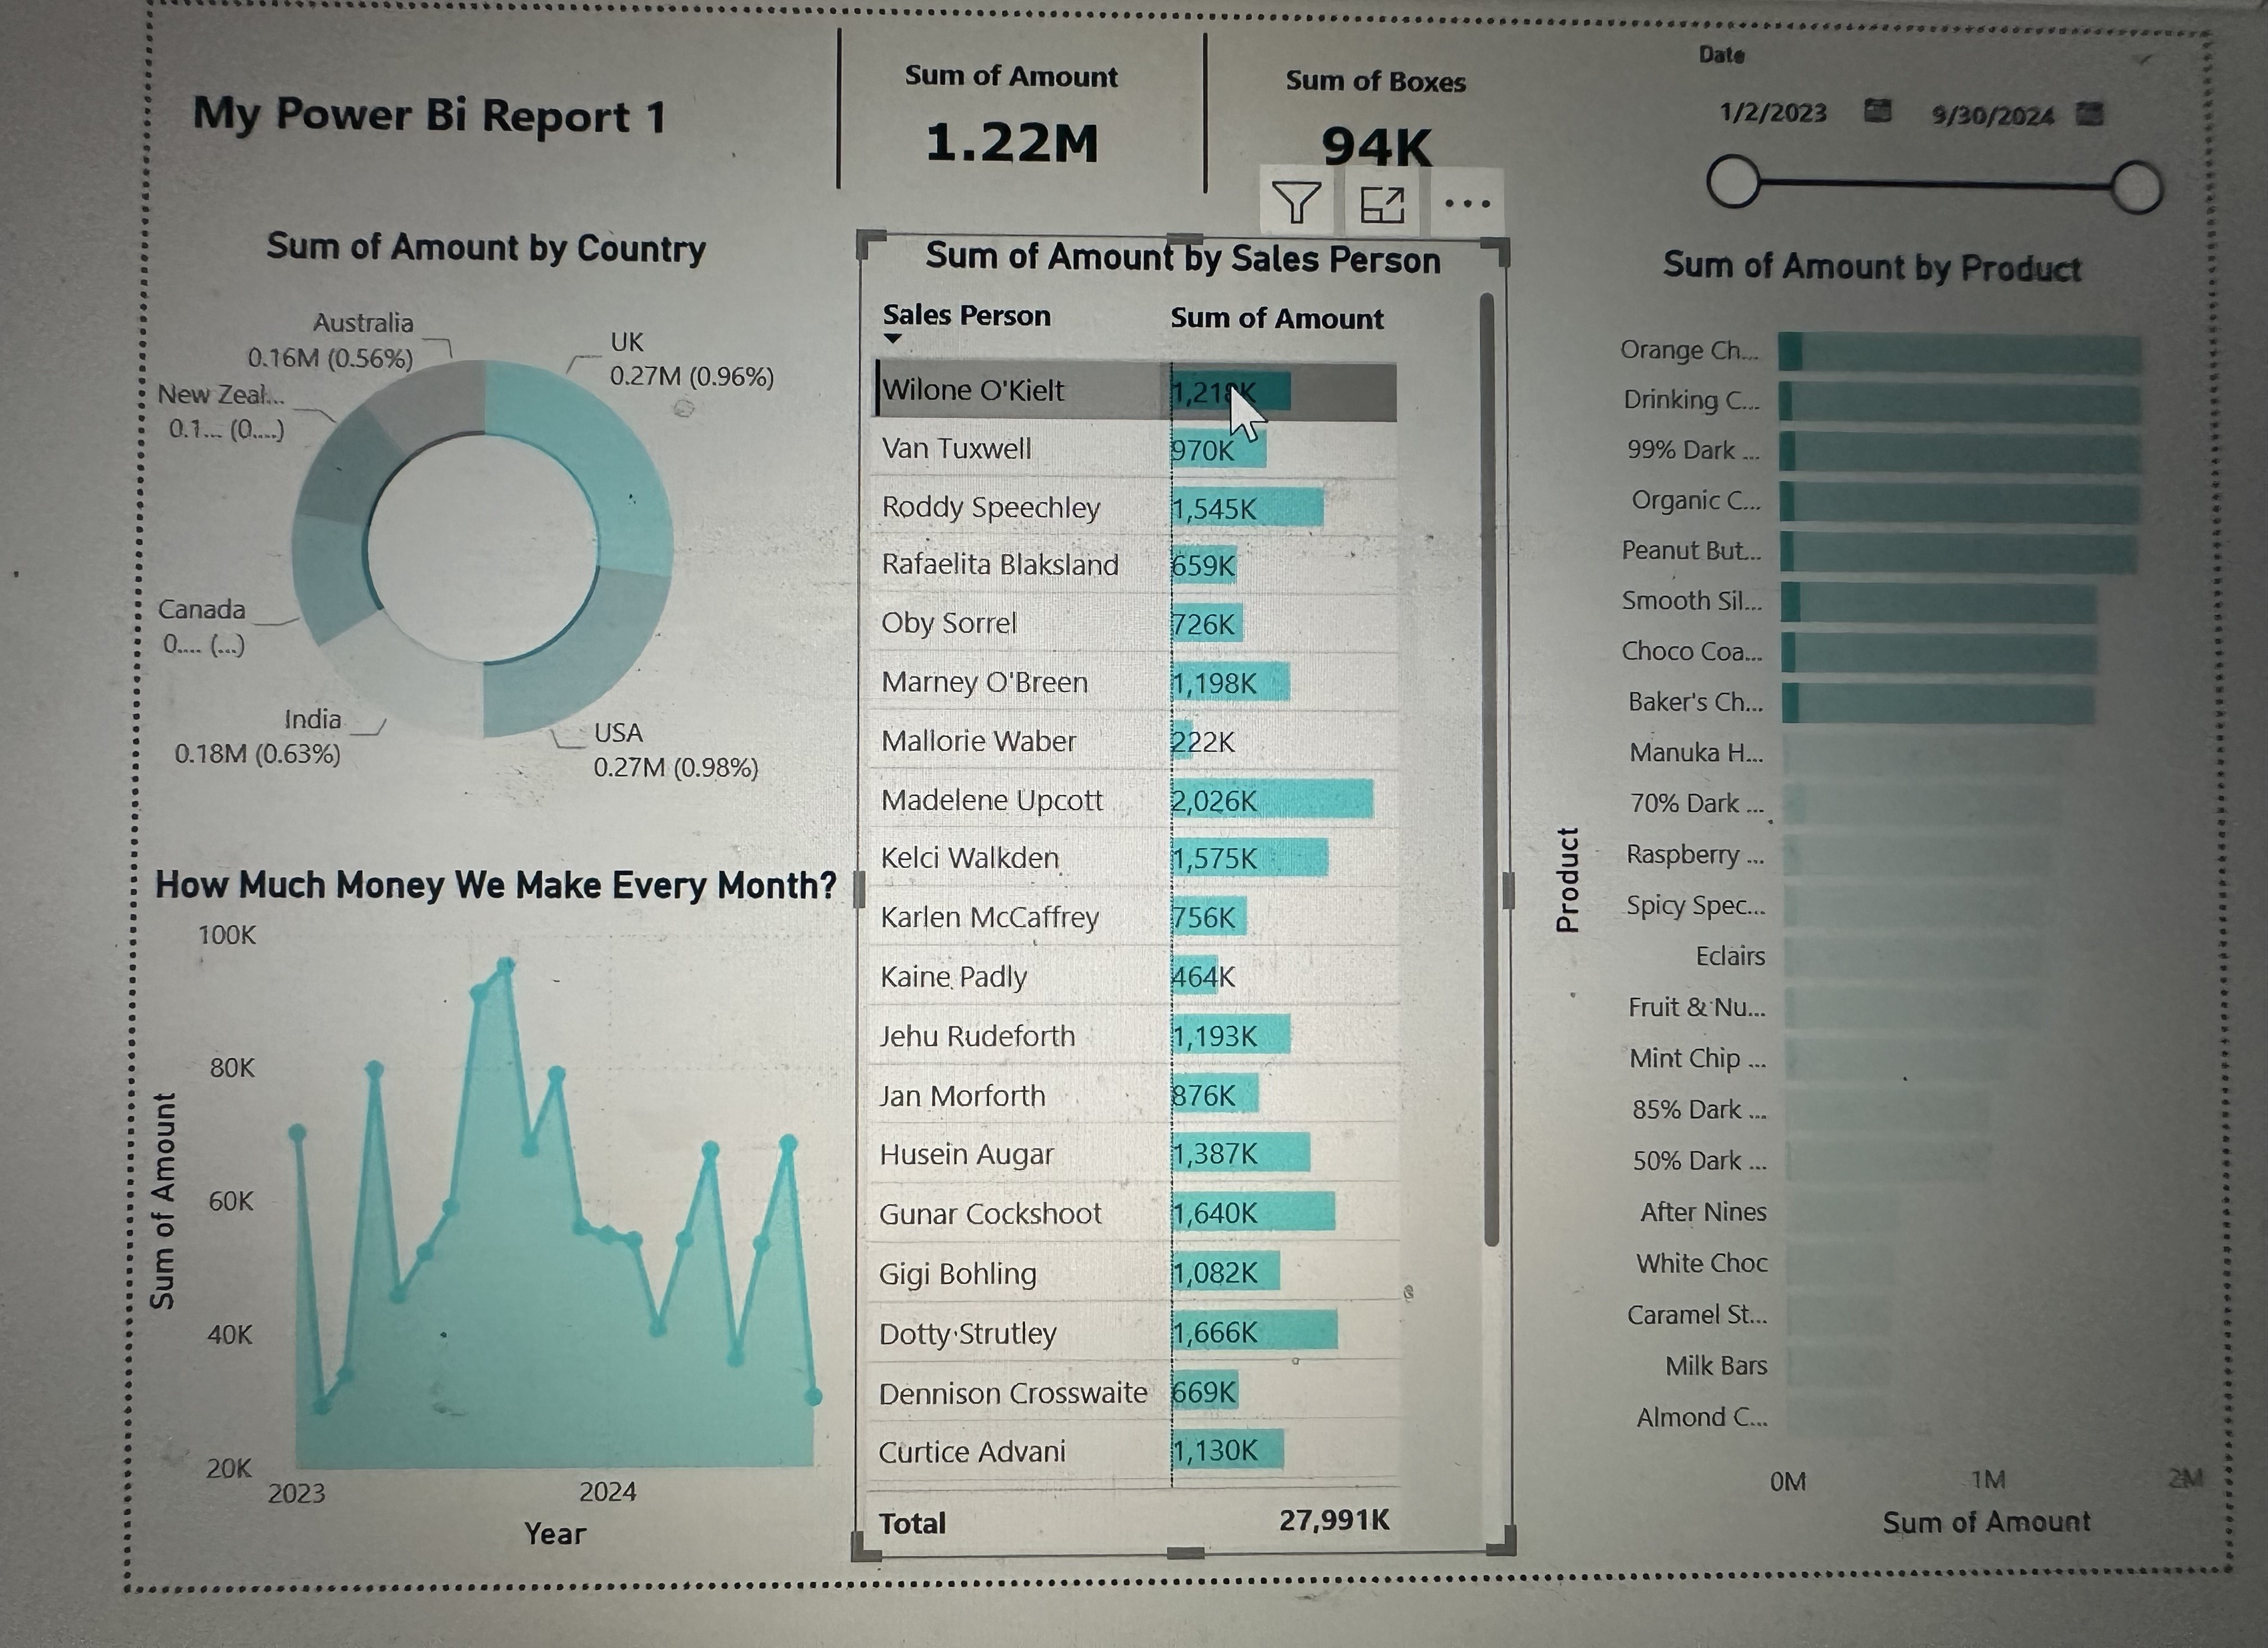 My Power Bi Report 1
Sum of Amount
1.22M
Sum of Boxes
94K
Date
1/2/2023
9/30/2024
Sum of Amount by Country
Australia
0.16M (0.56%)
UK
0.27M (0.96%)
New Zeal...
0.1... (0....)
Canada
0.... (...)
India
0.18M (0.63%)
USA
0.27M (0.98%)
How Much Money We Make Every Month?
Sum of Amount
100K
80K
60K
40K
20K
2023 2024
Year
Sum of Amount by Sales Person
Sales Person Sum of Amount
Wilone O'Kielt 1,218K
Van Tuxwell 970K
Roddy Speechley 1,545K
Rafaelita Blaksland 659K
Oby Sorrel 726K
Marney O'Breen 1,198K
Mallorie Waber 222K
Madelene Upcott 2,026K
Kelci Walkden 1,575K
Karlen McCaffrey 756K
Kaine Padly 464K
Jehu Rudeforth 1,193K
Jan Morforth 876K
Husein Augar 1,387K
Gunar Cockshoot 1,640K
Gigi Bohling 1,082K
Dotty Strutley 1,666K
Dennison Crosswaite 669K
Curtice Advani 1,130K
Total 27,991K
Sum of Amount by Product
Product
Orange Ch...
Drinking C...
99% Dark ...
Organic C...
Peanut But...
Smooth Sil...
Choco Coa...
Baker's Ch...
Manuka H...
70% Dark ...
Raspberry ...
Spicy Spec...
Eclairs
Fruit & Nu...
Mint Chip ...
85% Dark ...
50% Dark ...
After Nines
White Choc
Caramel St...
Milk Bars
Almond C...
0M 1M 2M
Sum of Amount